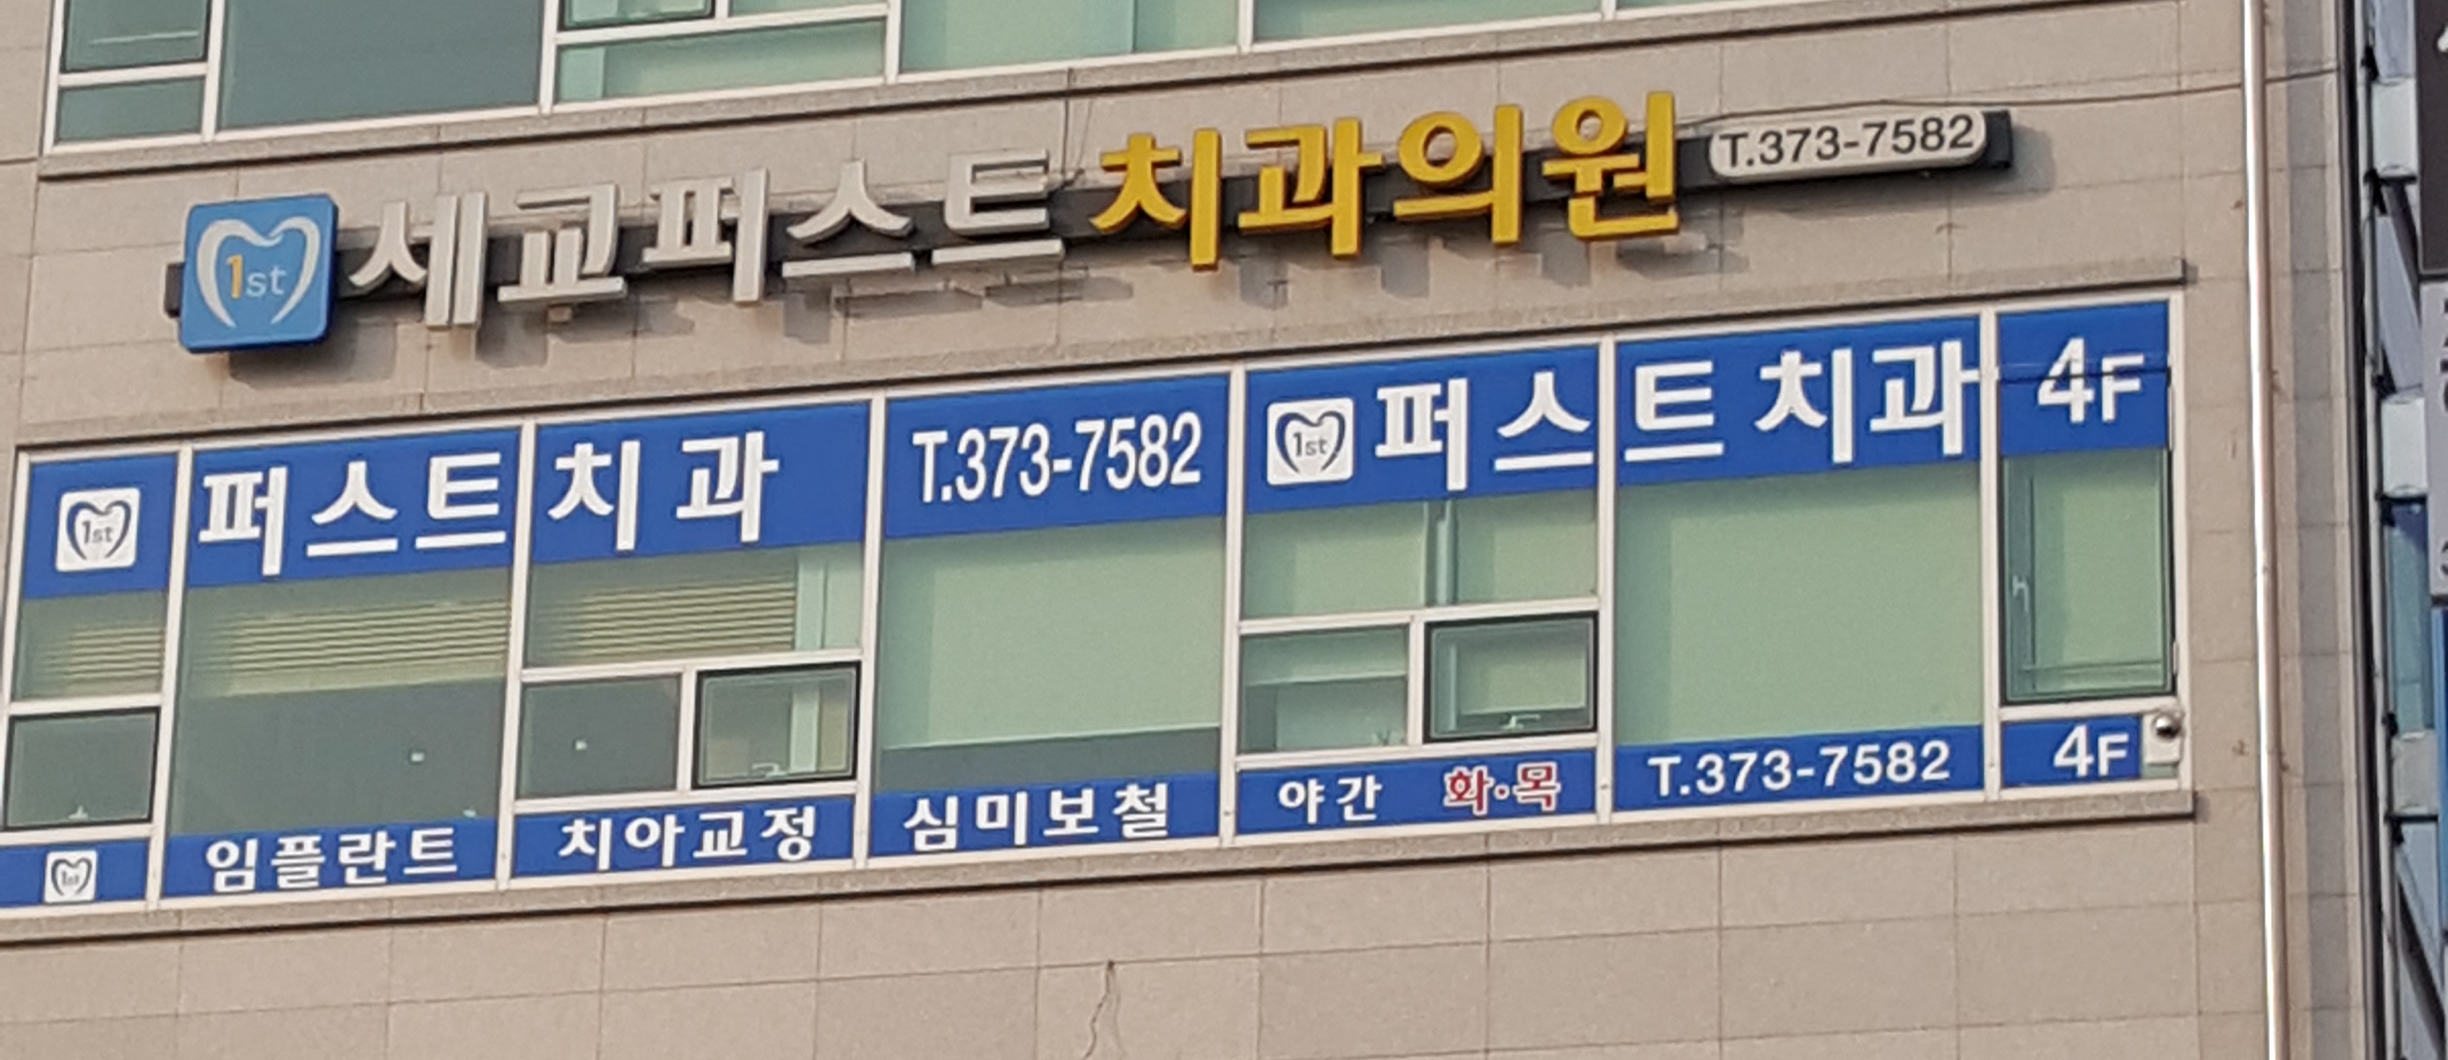 1st 세교퍼스트치과의원 T.373-7582
1st 퍼스트치과 T.373-7582 1st 퍼스트치과 4F
1st 임플란트 치아교정 심미보철 야간 화·목 T.373-7582 4F